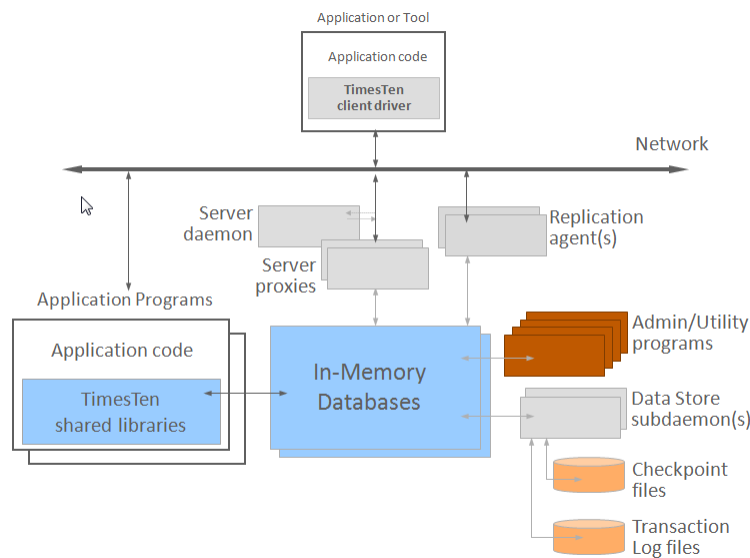 Application or Tool
Application code
TimesTen
client driver
Network
Server
daemon
Server
proxies
Replication
agent(s)
Application Programs
Application code
TimesTen
shared libraries
In-Memory
Databases
Admin/Utility
programs
Data Store
subdaemon(s)
Checkpoint
files
Transaction
Log files